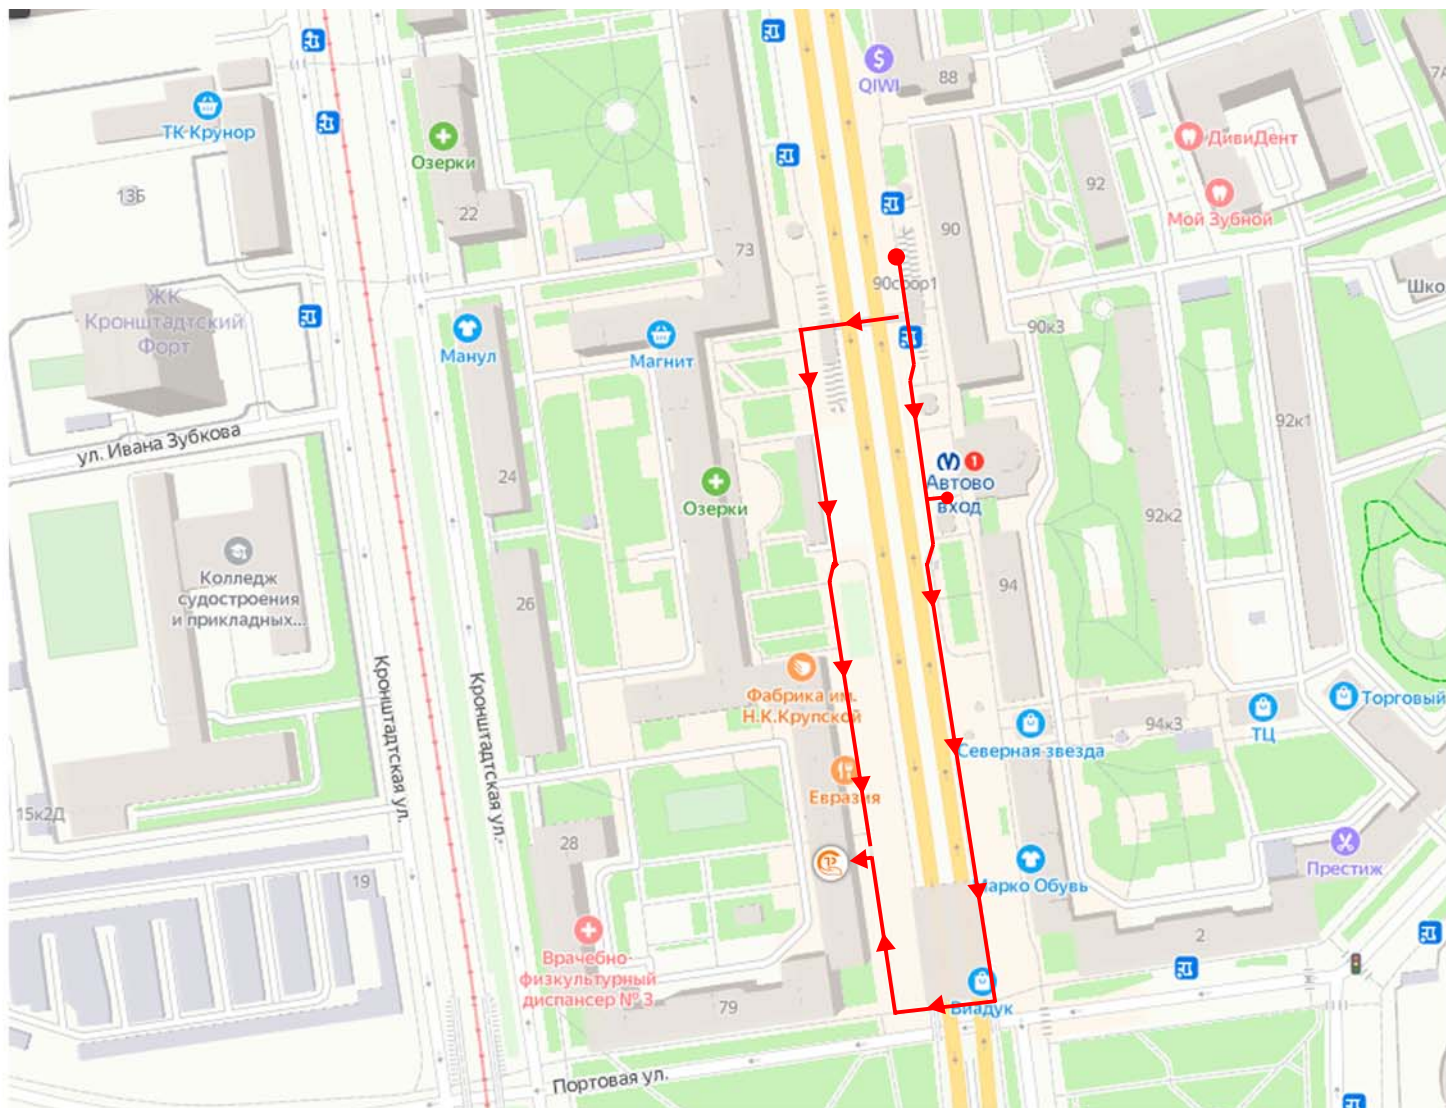 QIWI
88
ТК Крунор
Озерки
ДивиДент
92
13Б
Мой Зубной
22
90
73
90соор1
Шко
ЖК
Кронштадтский
Форт
90к3
Манул
Магнит
92к1
ул. Ивана Зубкова
1
Автово
вход
24
Озерки
92к2
Колледж
судостроения
и прикладных...
94
26
Кронштадтская ул.
Кронштадтская ул.
Фабрика им.
Н.К.Крупской
Торговый
94к3
ТЦ
Северная звезда
Евразия
15к2Д
28
Престиж
19
Марко Обувь
2
Врачебно-
физкультурный
диспансер № 3
79
Виадук
Портовая ул.